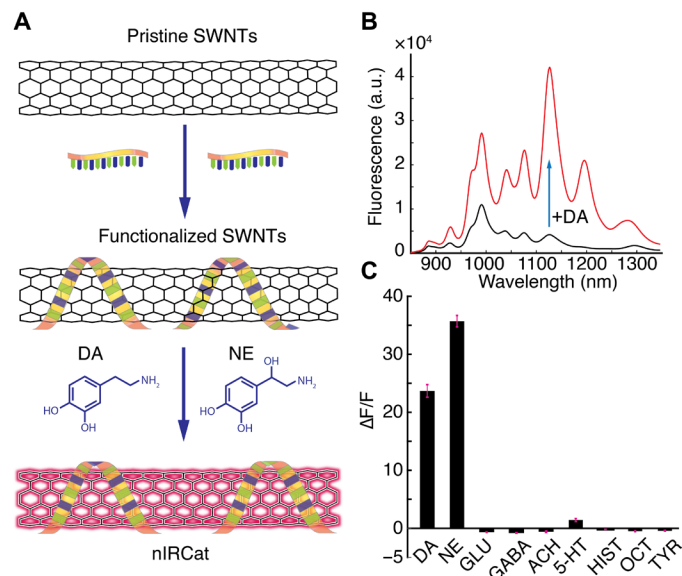 A
Pristine SWNTs
Functionalized SWNTs
DA
NE
NH2
HO
OH
OH
NH2
HO
OH
nIRCat
B
×10^4
Fluorescence (a.u.)
5
4
3
2
1
0
+DA
900
1000
1100
1200
1300
Wavelength (nm)
C
ΔF/F
40
30
20
10
0
−5
DA
NE
GLU
GABA
ACH
5-HT
HIST
OCT
TYR